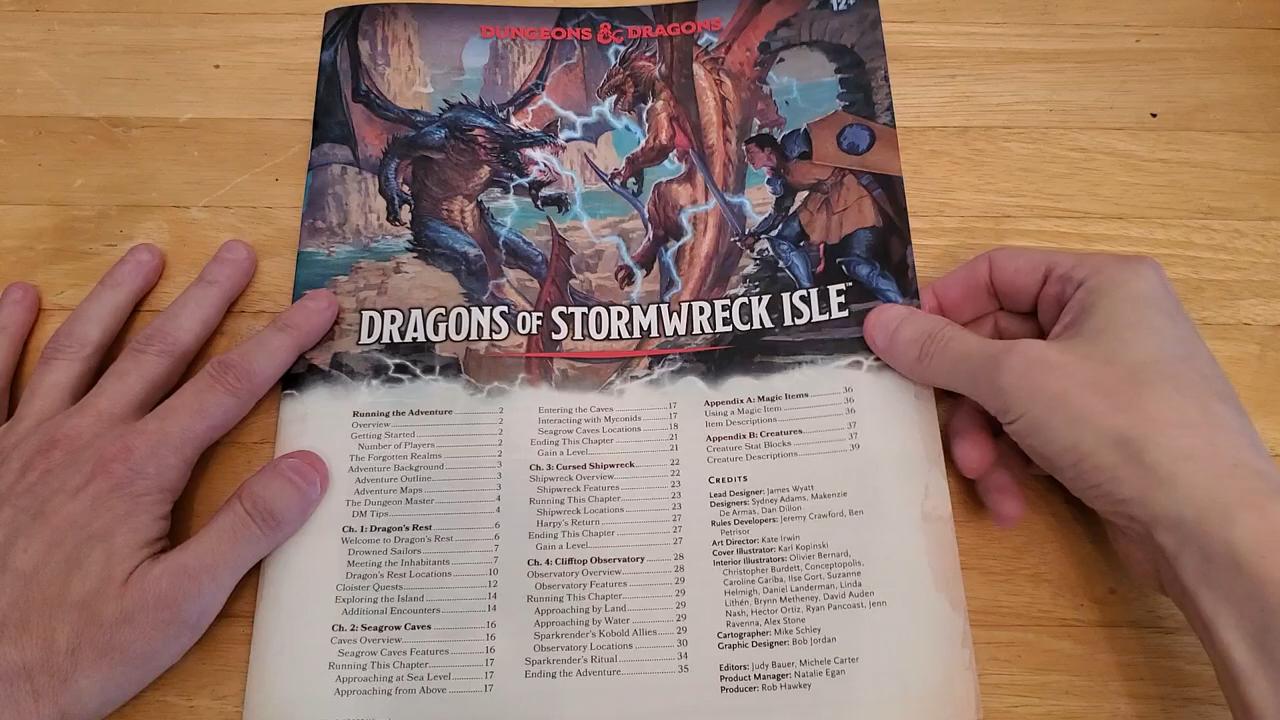 12+
DUNGEONS & DRAGONS
DRAGONS OF STORMWRECK ISLE™
Running the Adventure ................ 2
Overview ................ 2
Getting Started ................ 2
Number of Players ................ 2
The Forgotten Realms ................ 2
Adventure Background ................ 3
Adventure Outline ................ 3
Adventure Maps ................ 3
The Dungeon Master ................ 4
DM Tips ................ 4
Ch. 1: Dragon's Rest ................ 6
Welcome to Dragon's Rest ................ 6
Drowned Sailors ................ 7
Meeting the Inhabitants ................ 7
Dragon's Rest Locations ................ 10
Cloister Quests ................ 12
Exploring the Island ................ 14
Additional Encounters ................ 14
Ch. 2: Seagrow Caves ................ 16
Caves Overview ................ 16
Seagrow Caves Features ................ 16
Running This Chapter ................ 17
Approaching at Sea Level ................ 17
Approaching from Above ................ 17
Entering the Caves ................ 17
Interacting with Myconids ................ 17
Seagrow Caves Locations ................ 18
Ending This Chapter ................ 21
Gain a Level ................ 21
Ch. 3: Cursed Shipwreck ................ 22
Shipwreck Overview ................ 22
Shipwreck Features ................ 23
Running This Chapter ................ 23
Shipwreck Locations ................ 23
Harpy's Return ................ 27
Ending This Chapter ................ 27
Gain a Level ................ 27
Ch. 4: Clifftop Observatory ................ 28
Observatory Overview ................ 28
Observatory Features ................ 29
Running This Chapter ................ 29
Approaching by Land ................ 29
Approaching by Water ................ 29
Sparkrender's Kobold Allies ................ 29
Observatory Locations ................ 30
Sparkrender's Ritual ................ 34
Ending the Adventure ................ 35
Appendix A: Magic Items ................ 36
Using a Magic Item ................ 36
Item Descriptions ................ 36
Appendix B: Creatures ................ 37
Creature Stat Blocks ................ 37
Creature Descriptions ................ 39
CREDITS
Lead Designer: James Wyatt
Designers: Sydney Adams, Makenzie
De Armas, Dan Dillon
Rules Developers: Jeremy Crawford, Ben
Petrisor
Art Director: Kate Irwin
Cover Illustrator: Karl Kopinski
Interior Illustrators: Olivier Bernard,
Christopher Burdett, Conceptopolis,
Caroline Gariba, Ilse Gort, Suzanne
Helmigh, Daniel Landerman, Linda
Lithén, Brynn Metheney, David Auden
Nash, Hector Ortiz, Ryan Pancoast, Jenn
Ravenna, Alex Stone
Cartographer: Mike Schley
Graphic Designer: Bob Jordan
Editors: Judy Bauer, Michele Carter
Product Manager: Natalie Egan
Producer: Rob Hawkey